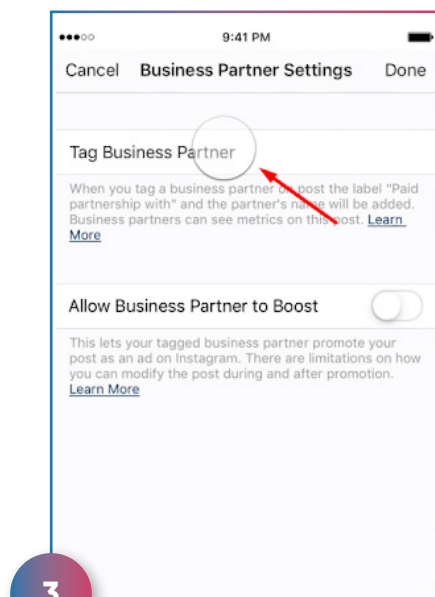 9:41 PM
Cancel Business Partner Settings Done
Tag Business Partner
When you tag a business partner on post the label "Paid
partnership with" and the partner's name will be added.
Business partners can see metrics on this post. Learn
More
Allow Business Partner to Boost
This lets your tagged business partner promote your
post as an ad on Instagram. There are limitations on how
you can modify the post during and after promotion.
Learn More
3